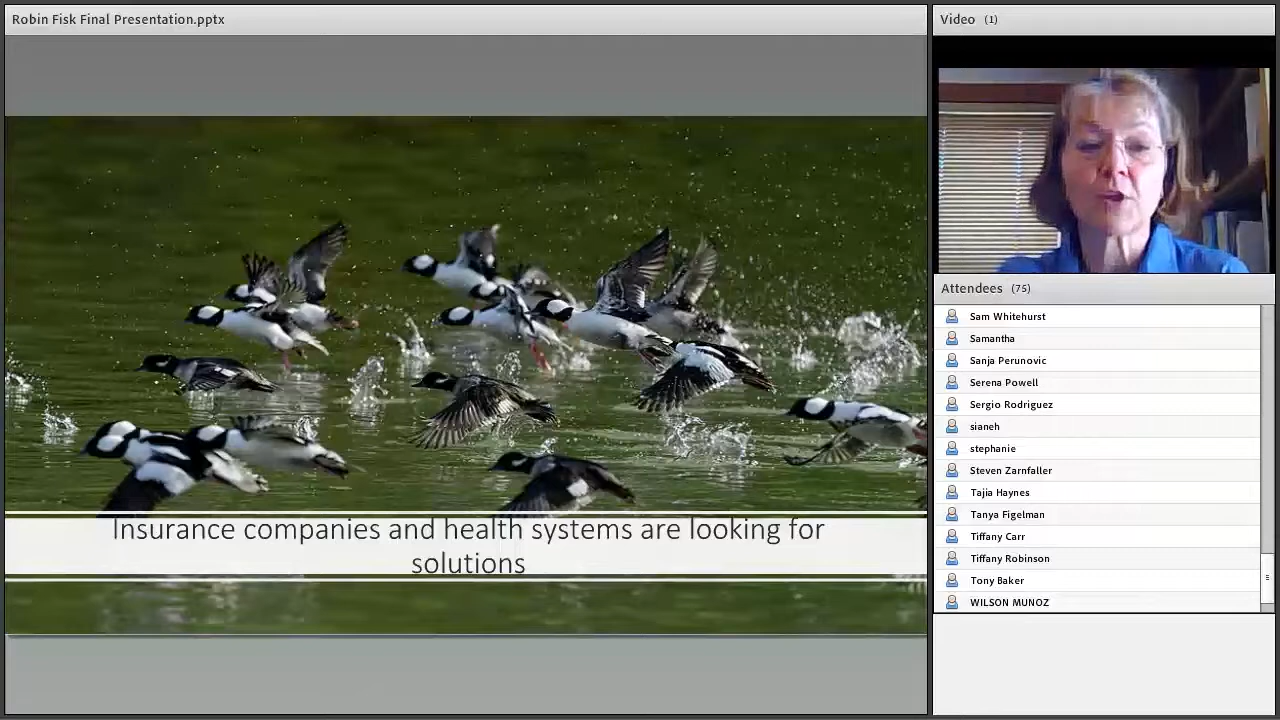 Robin Fisk Final Presentation.pptx
Insurance companies and health systems are looking for
solutions
Video (1)
Attendees (75)
Sam Whitehurst
Samantha
Sanja Perunovic
Serena Powell
Sergio Rodriguez
sianeh
stephanie
Steven Zarnfaller
Tajia Haynes
Tanya Figelman
Tiffany Carr
Tiffany Robinson
Tony Baker
WILSON MUNOZ